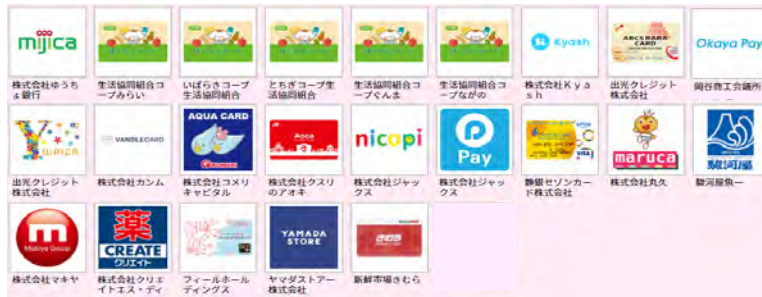 mijica
Kyash
ARCS RARA
CARD
Okaya Pay
株式会社ゆうち
ょ銀行
生活協同組合コ
ープみらい
いばらきコープ
生活協同組合
とちぎコープ生
活協同組合
生活協同組合コ
ープぐんま
生活協同組合コ
ープながの
株式会社Kya
sh
出光クレジット
株式会社
岡谷商工会議所
YWAICA
VANDLECARD
AQUA CARD
Aoca
nicopi
Pay
VISA
maruca
駿河屋
出光クレジット
株式会社
株式会社カンム
株式会社コメリ
キャピタル
株式会社クスリ
のアオキ
株式会社ジャッ
クス
株式会社ジャッ
クス
静銀セゾンカー
ド株式会社
株式会社丸久
駿河屋魚一
m
Makiya Group
薬
CREATE
クリエイト
YAMADA
STORE
きむら
株式会社マキヤ
株式会社クリエ
イトエス・ディ
フィールホール
ディングス
ヤマダストアー
株式会社
新鮮市場きむら